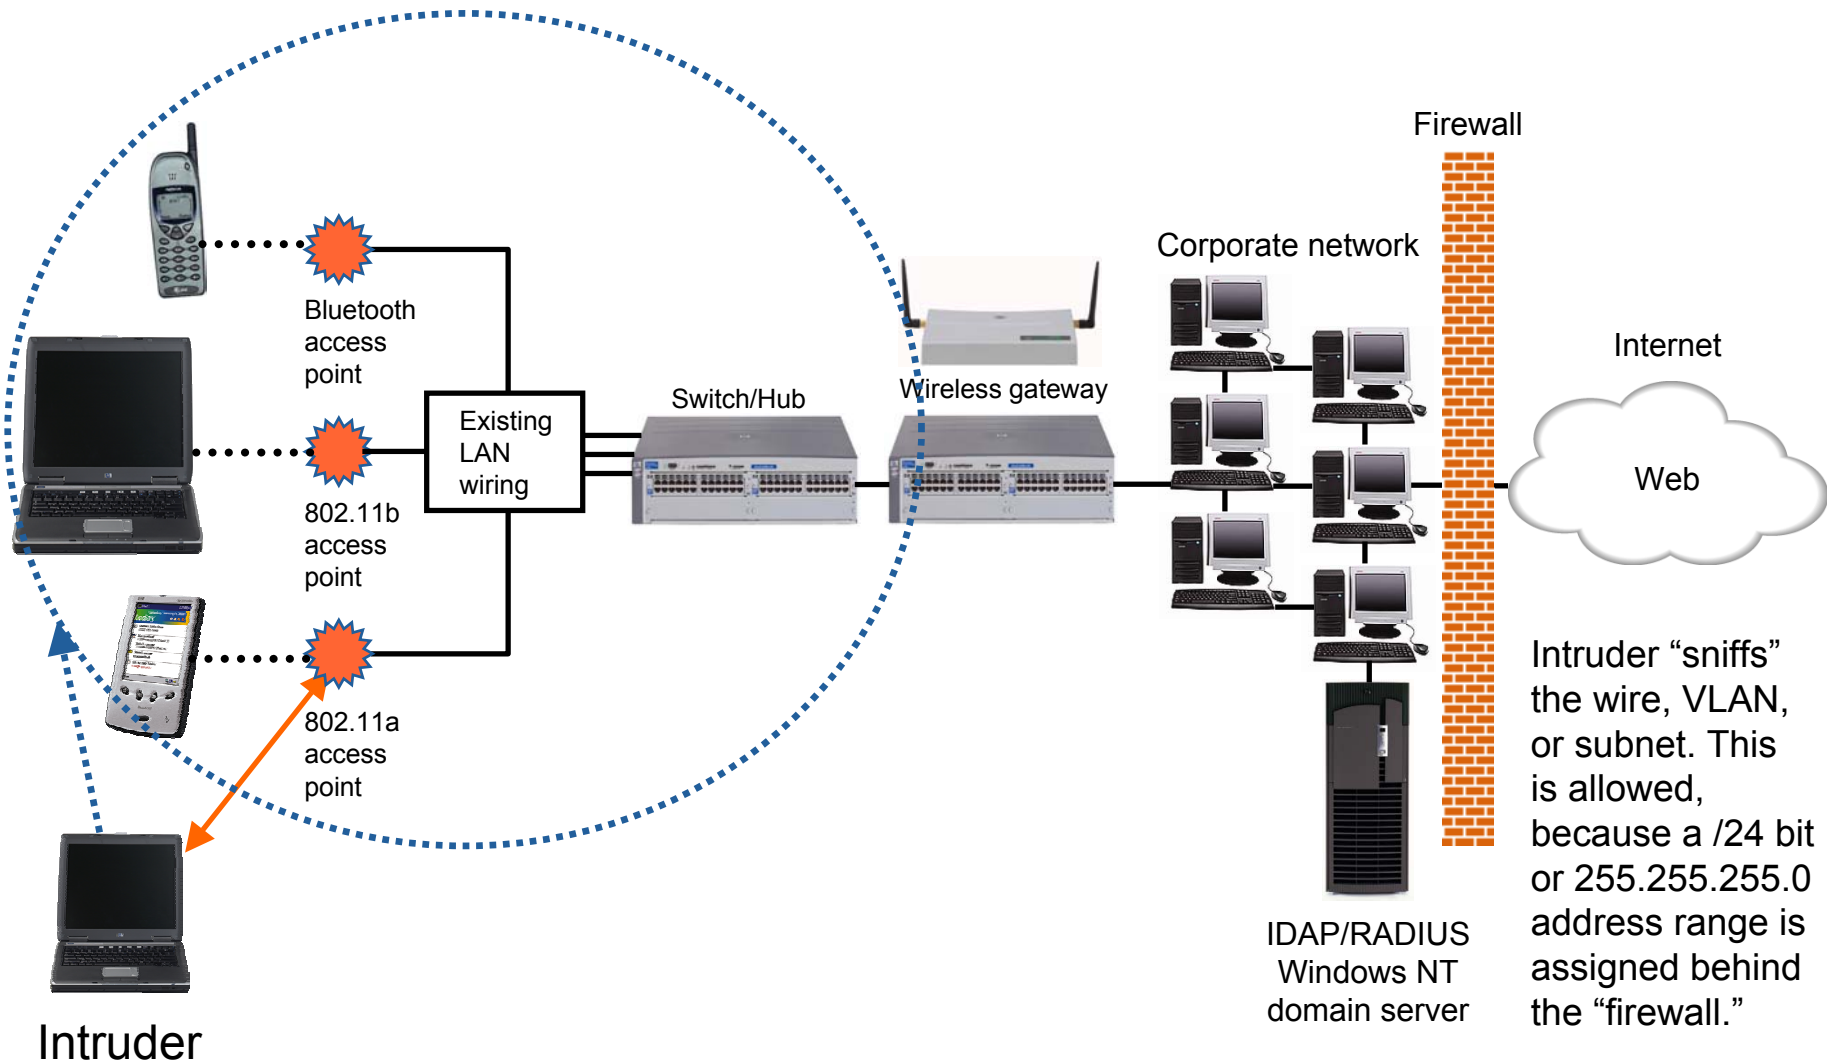 Firewall
Corporate network
Internet
Web
Bluetooth
access
point
Existing
LAN
wiring
Switch/Hub
Wireless gateway
802.11b
access
point
802.11a
access
point
Intruder
IDAP/RADIUS
Windows NT
domain server
Intruder “sniffs”
the wire, VLAN,
or subnet. This
is allowed,
because a /24 bit
or 255.255.255.0
address range is
assigned behind
the “firewall.”